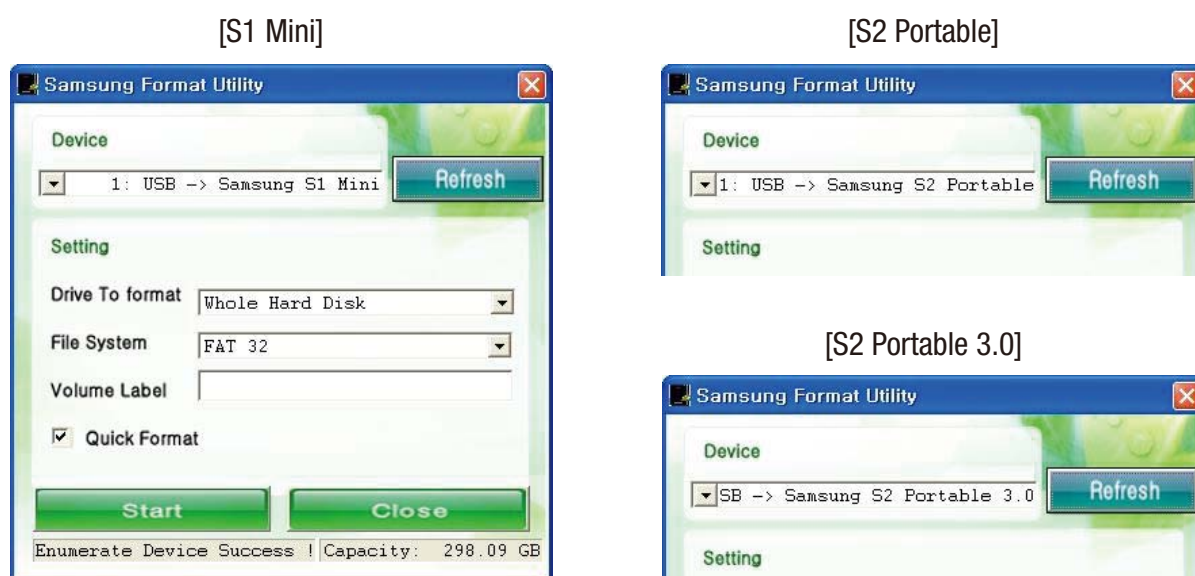 [S1 Mini]
Samsung Format Utility
Device
1: USB -> Samsung S1 Mini
Refresh
Setting
Drive To format
Whole Hard Disk
File System
FAT 32
Volume Label
Quick Format
Start
Close
Enumerate Device Success !
Capacity: 298.09 GB
[S2 Portable]
Samsung Format Utility
Device
1: USB -> Samsung S2 Portable
Refresh
Setting
[S2 Portable 3.0]
Samsung Format Utility
Device
SB -> Samsung S2 Portable 3.0
Refresh
Setting